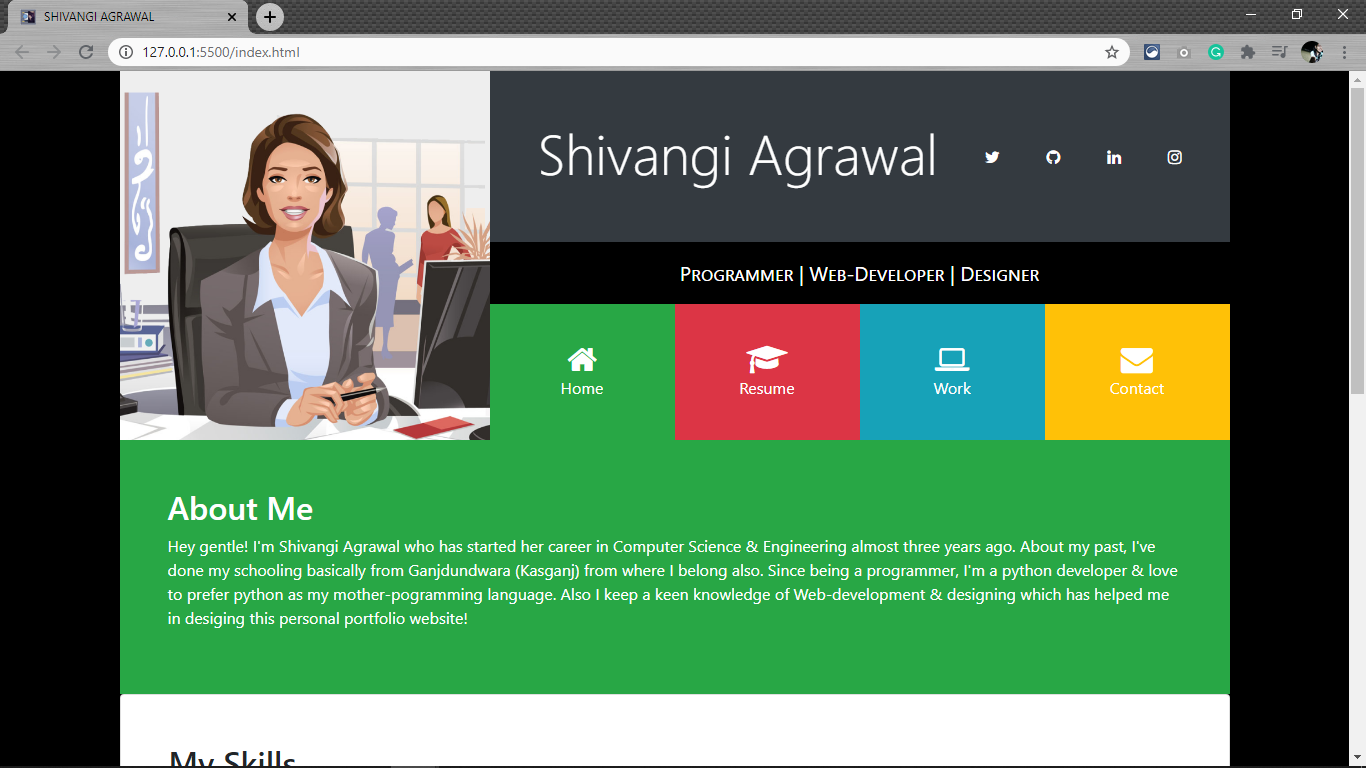 SHIVANGI AGRAWAL
127.0.0.1:5500/index.html
Shivangi Agrawal
Programmer | Web-Developer | Designer
Home
Resume
Work
Contact
About Me
Hey gentle! I'm Shivangi Agrawal who has started her career in Computer Science & Engineering almost three years ago. About my past, I've
done my schooling basically from Ganjdundwara (Kasganj) from where I belong also. Since being a programmer, I'm a python developer & love
to prefer python as my mother-pogramming language. Also I keep a keen knowledge of Web-development & designing which has helped me
in desiging this personal portfolio website!
My Skills